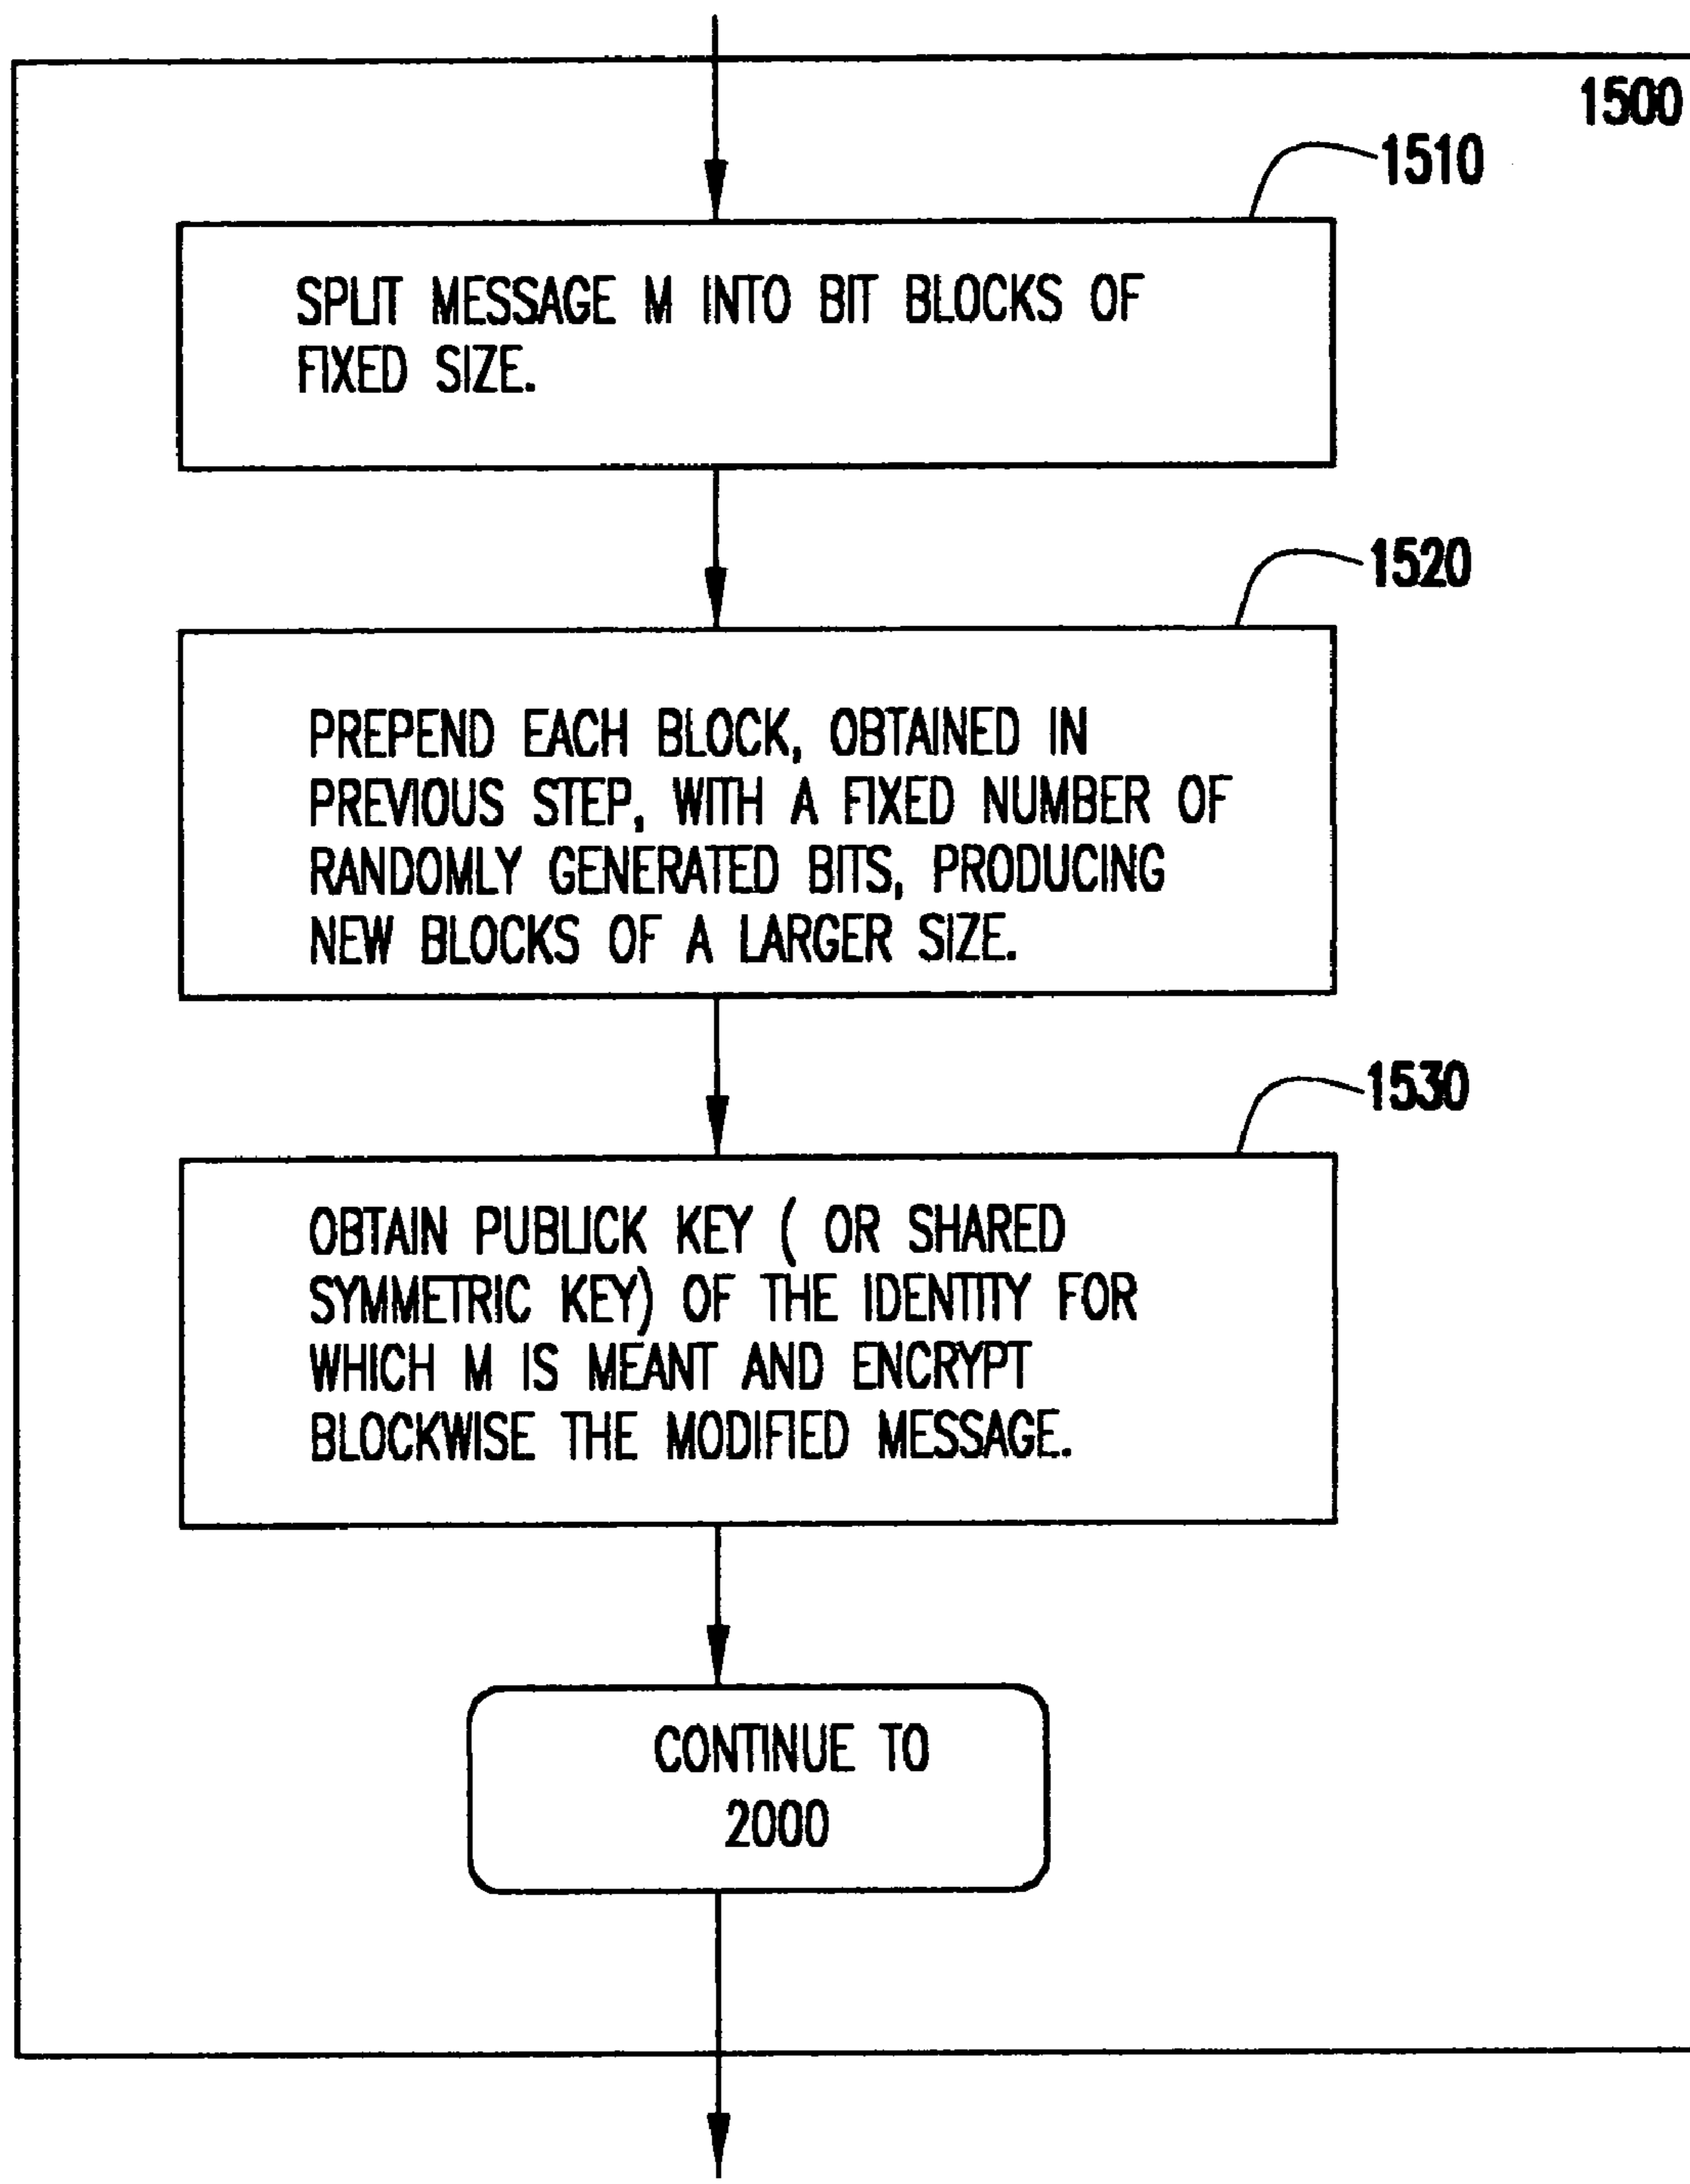 1500
1510
SPLIT MESSAGE M INTO BIT BLOCKS OF
FIXED SIZE.
1520
PREPEND EACH BLOCK, OBTAINED IN
PREVIOUS STEP, WITH A FIXED NUMBER OF
RANDOMLY GENERATED BITS, PRODUCING
NEW BLOCKS OF A LARGER SIZE.
1530
OBTAIN PUBLICK KEY ( OR SHARED
SYMMETRIC KEY) OF THE IDENTITY FOR
WHICH M IS MEANT AND ENCRYPT
BLOCKWISE THE MODIFIED MESSAGE.
CONTINUE TO
2000